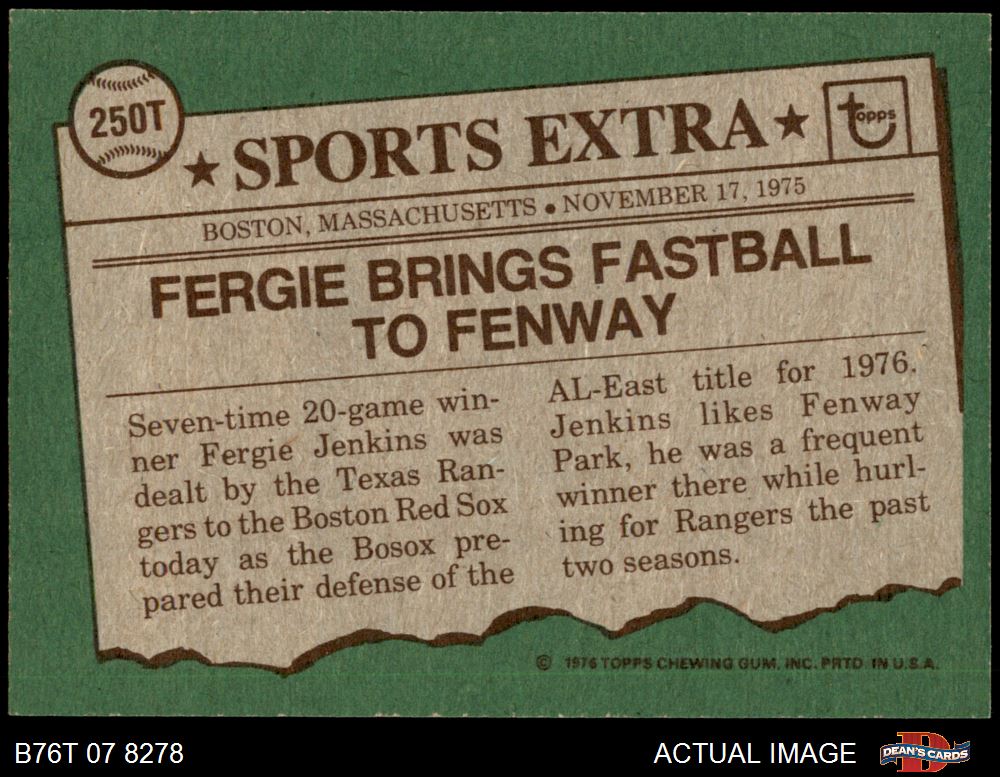 250T
★ SPORTS EXTRA ★
topps
BOSTON, MASSACHUSETTS • NOVEMBER 17, 1975
FERGIE BRINGS FASTBALL
TO FENWAY
Seven-time 20-game win-
ner Fergie Jenkins was
dealt by the Texas Ran-
gers to the Boston Red Sox
today as the Bosox pre-
pared their defense of the
AL-East title for 1976.
Jenkins likes Fenway
Park, he was a frequent
winner there while hurl-
ing for Rangers the past
two seasons.
© 1976 TOPPS CHEWING GUM, INC. PRTD. IN U.S.A.
B76T 07 8278
ACTUAL IMAGE
D
DEAN'S CARDS